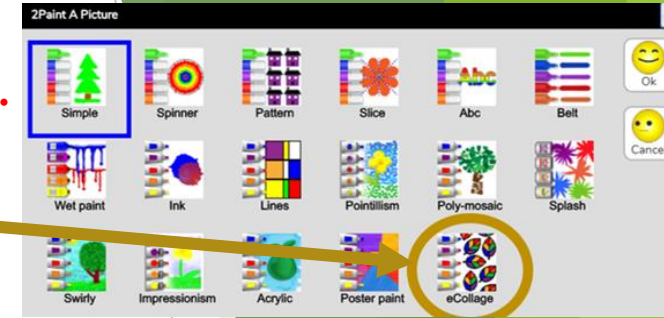 2Paint A Picture
Simple Spinner Pattern Slice Abc Belt
Ok
Wet paint Ink Lines Pointillism Poly-mosaic Splash
Cance
Swirly Impressionism Acrylic Poster paint eCollage